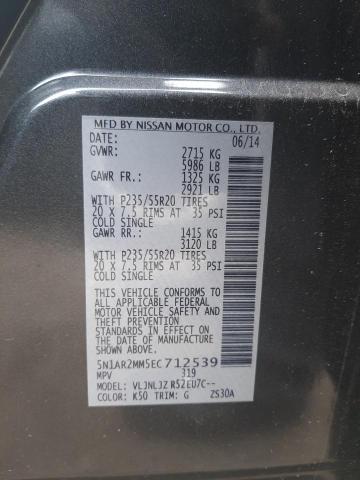 MFD BY NISSAN MOTOR CO., LTD.
DATE: 06/14
GVWR: 2715 KG
5986 LB
GAWR FR.: 1325 KG
2921 LB
WITH P235/55R20 TIRES
20 X 7.5 RIMS AT 35 PSI
COLD SINGLE
GAWR RR: 1415 KG
3120 LB
WITH P235/55R20 TIRES
20 X 7.5 RIMS AT 35 PSI
COLD SINGLE
THIS VEHICLE CONFORMS TO
ALL APPLICABLE FEDERAL
MOTOR VEHICLE SAFETY AND
THEFT PREVENTION
STANDARDS IN EFFECT ON
THE DATE OF MANUFACTURE
SHOWN ABOVE.
5N1AR2MM5EC712539
MPV 319
MODEL: VLJNLJZ R52EU7C--
COLOR: K50 TRIM: G ZS30A